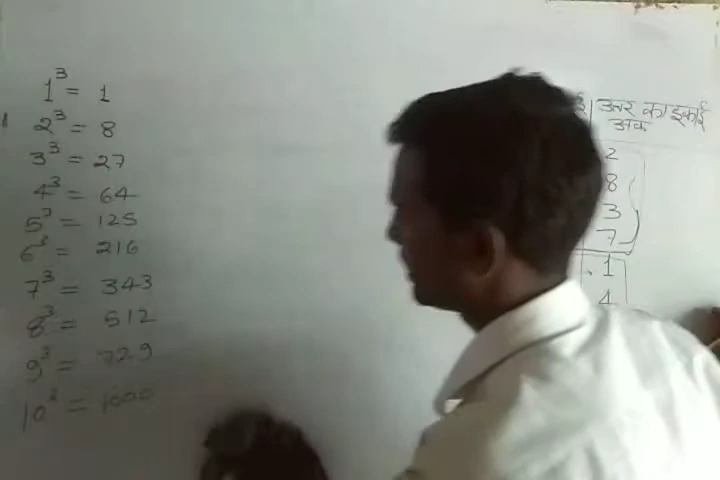 1³ = 1
2³ = 8
3³ = 27
4³ = 64
5³ = 125
6³ = 216
7³ = 343
8³ = 512
9³ = 729
10³ = 1000
उत्तर का इकाई
अंक
2
8
3
7
1
4